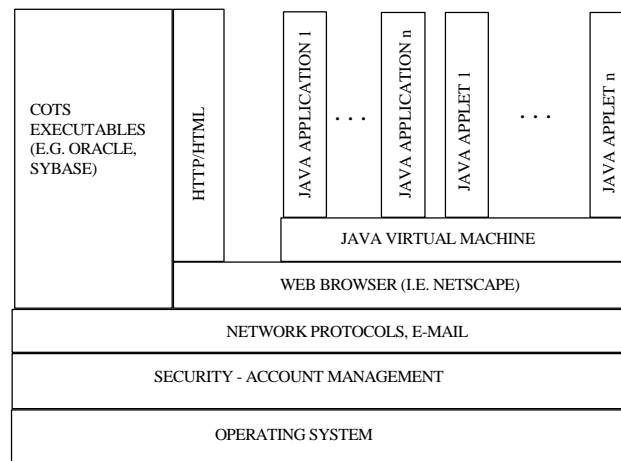 COTS
EXECUTABLES
(E.G. ORACLE,
SYBASE)
HTTP/HTML
JAVA APPLICATION 1
. . .
JAVA APPLICATION n
JAVA APPLET 1
. . .
JAVA APPLET n
JAVA VIRTUAL MACHINE
WEB BROWSER (I.E. NETSCAPE)
NETWORK PROTOCOLS, E-MAIL
SECURITY - ACCOUNT MANAGEMENT
OPERATING SYSTEM